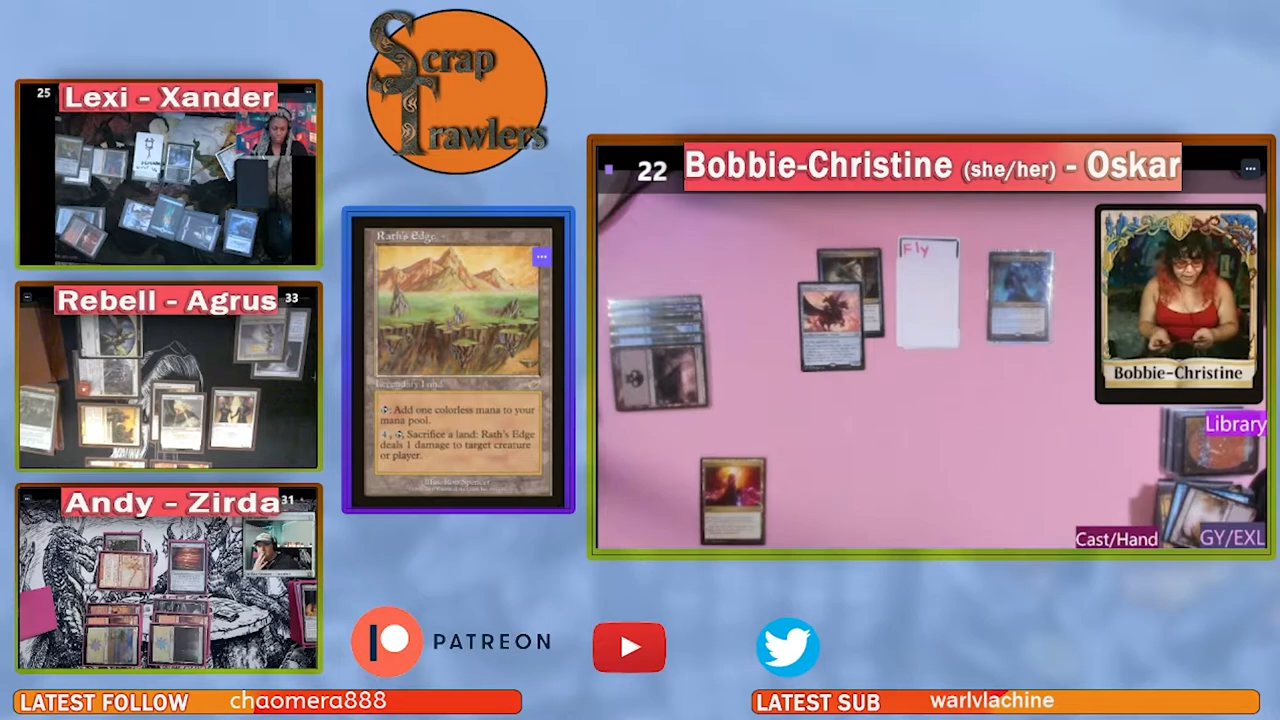 Scrap
Trawlers
25
Lexi - Xander
Rebell - Agrus
33
Andy - Zirda
31
Rath's Edge
Legendary Land
: Add one colorless mana to your
mana pool.
4, : Sacrifice a land: Rath's Edge
deals 1 damage to target creature
or player.
22
Bobbie-Christine (she/her) - Oskar
Fly
Bobbie-Christine
Library
Cast/Hand
GY/EXL
PATREON
LATEST FOLLOW
chaomera888
LATEST SUB
warlvlachine